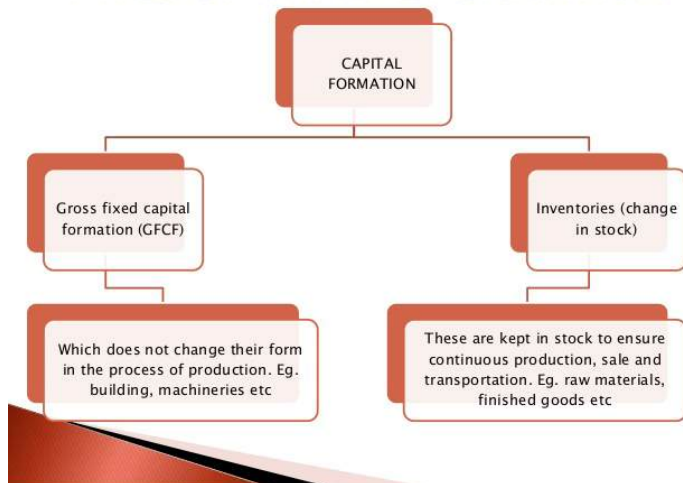 CAPITAL
FORMATION
Gross fixed capital
formation (GFCF)
Inventories (change
in stock)
Which does not change their form
in the process of production. Eg.
building, machineries etc
These are kept in stock to ensure
continuous production, sale and
transportation. Eg. raw materials,
finished goods etc